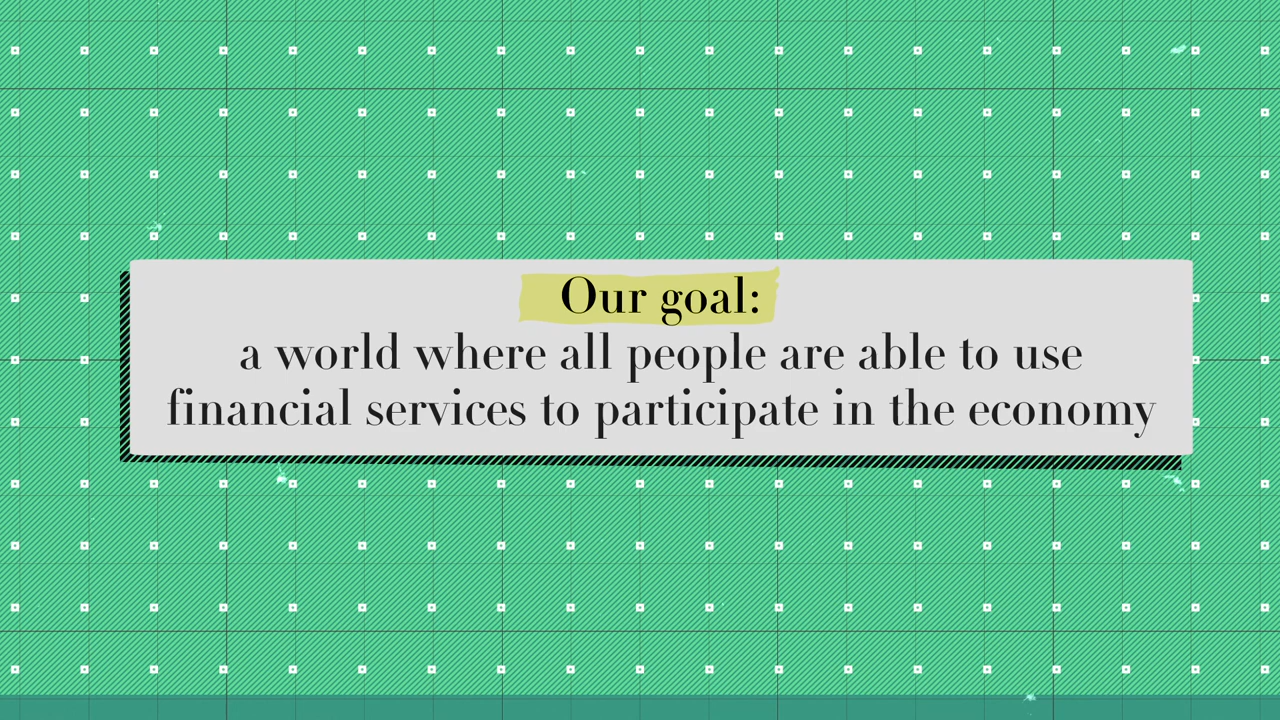 Our goal:
a world where all people are able to use
financial services to participate in the economy